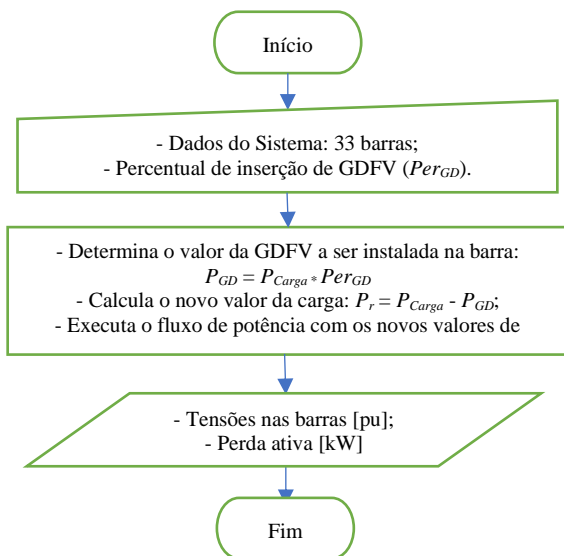 Início
- Dados do Sistema: 33 barras;
- Percentual de inserção de GDFV (PerGD).
- Determina o valor da GDFV a ser instalada na barra:
PGD = PCarga * PerGD
- Calcula o novo valor da carga: Pr = PCarga - PGD;
- Executa o fluxo de potência com os novos valores de
- Tensões nas barras [pu];
- Perda ativa [kW]
Fim